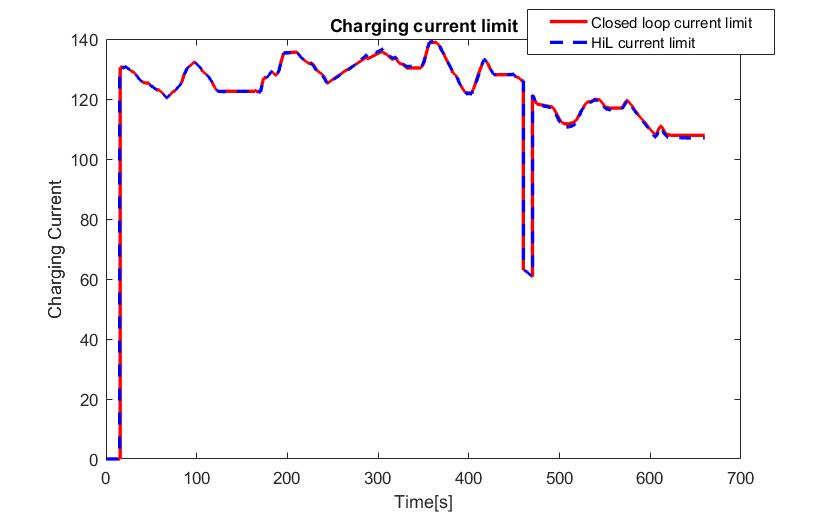 Charging current limit
Closed loop current limit
HiL current limit
140
120
100
80
60
40
20
0
Charging Current
0 100 200 300 400 500 600 700
Time[s]